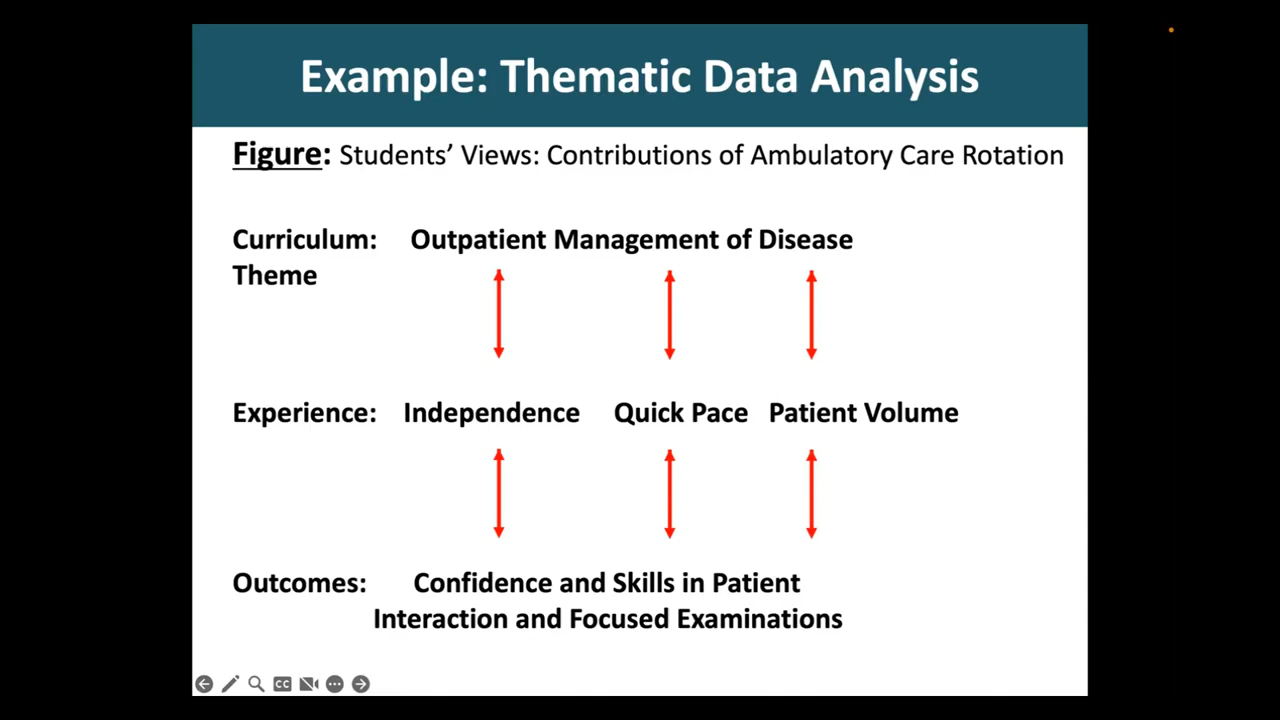 Example: Thematic Data Analysis
Figure: Students’ Views: Contributions of Ambulatory Care Rotation
Curriculum: Outpatient Management of Disease
Theme
Experience: Independence Quick Pace Patient Volume
Outcomes: Confidence and Skills in Patient
Interaction and Focused Examinations
CC